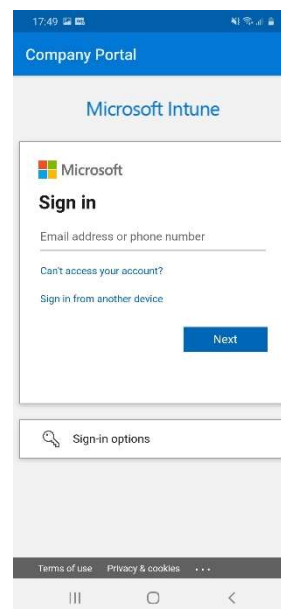 17:49
Company Portal
Microsoft Intune
Microsoft
Sign in
Email address or phone number
Can't access your account?
Sign in from another device
Next
Sign-in options
Terms of use Privacy & cookies ...